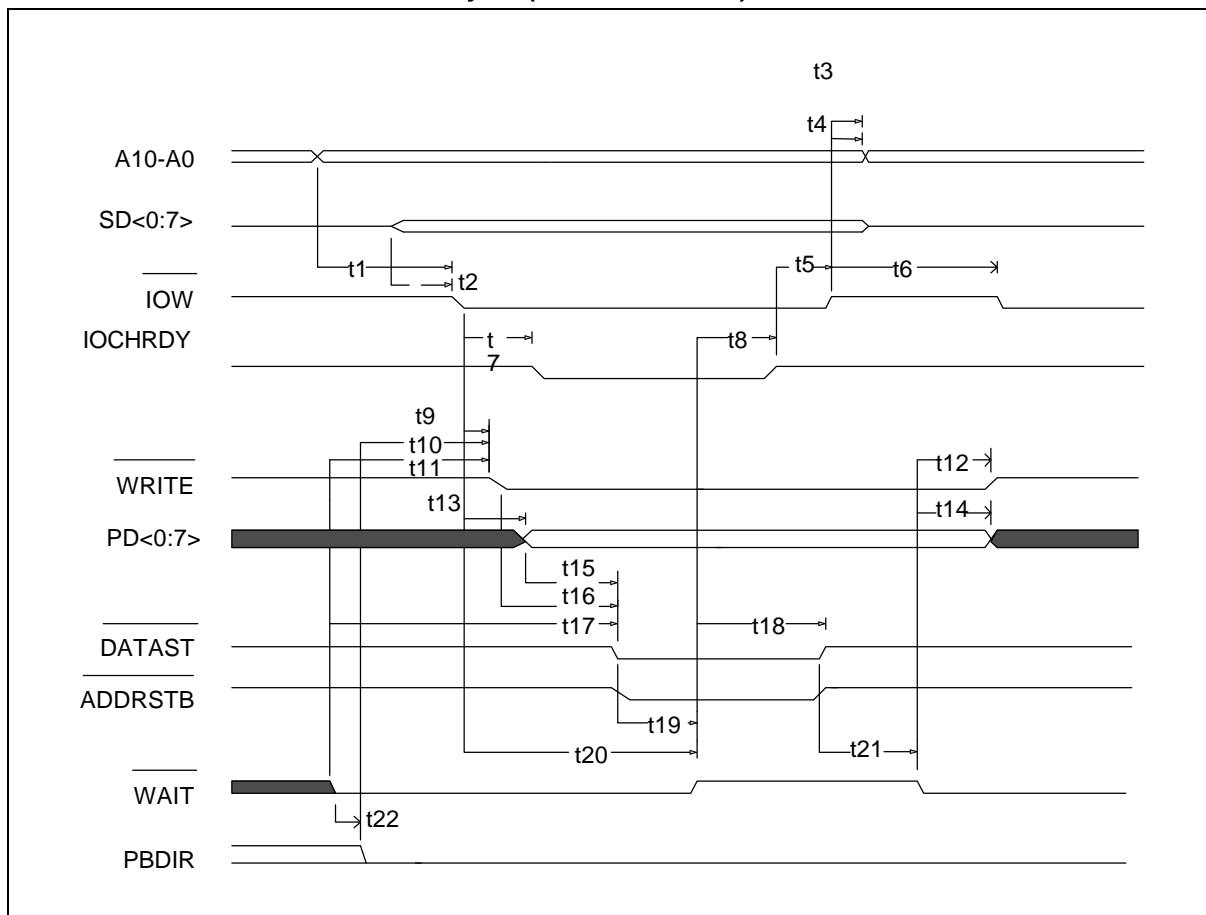 t3
t4
A10-A0
SD<0:7>
t1
t2
t5
t6
IOW
IOCHRDY
t
7
t8
t9
t10
t11
t12
WRITE
t13
t14
PD<0:7>
t15
t16
t17
t18
DATAST
ADDRSTB
t19
t20
t21
WAIT
t22
PBDIR